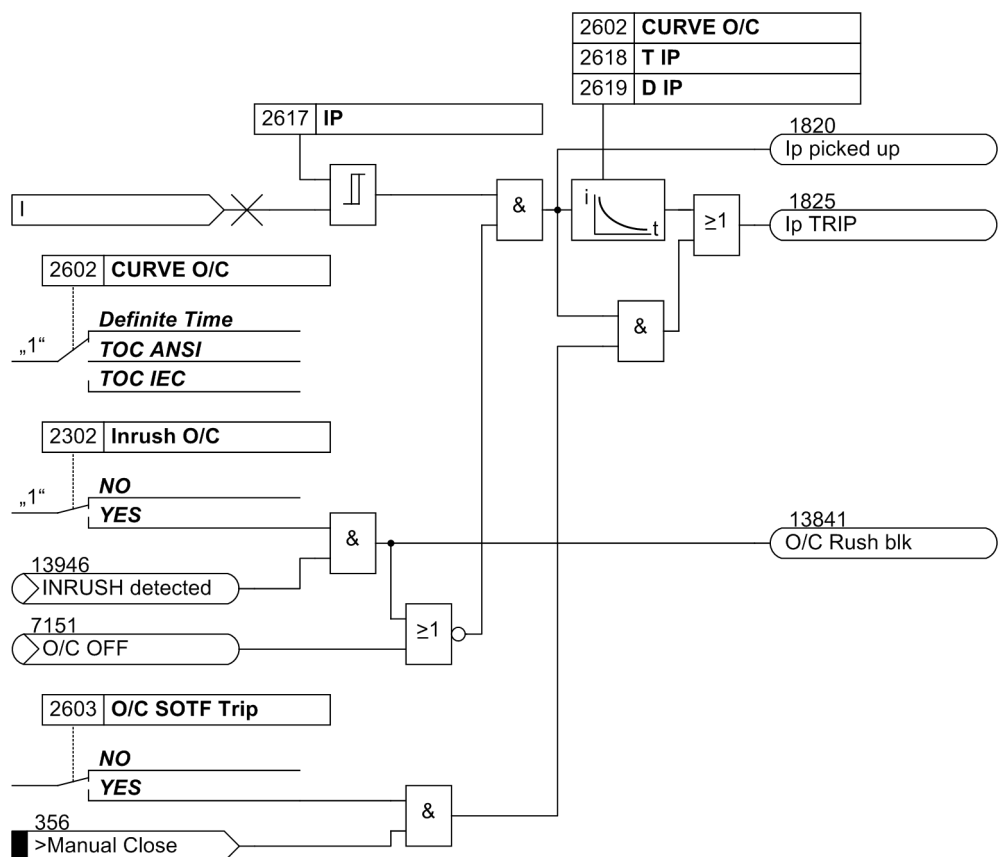 2602 CURVE O/C
2618 T IP
2619 D IP
2617 IP
1820
Ip picked up
I
&
i
t
≥1
1825
Ip TRIP
2602 CURVE O/C
„1“
Definite Time
TOC ANSI
TOC IEC
&
2302 Inrush O/C
„1“
NO
YES
&
13841
O/C Rush blk
13946
INRUSH detected
7151
O/C OFF
≥1
2603 O/C SOTF Trip
NO
YES
&
356
>Manual Close